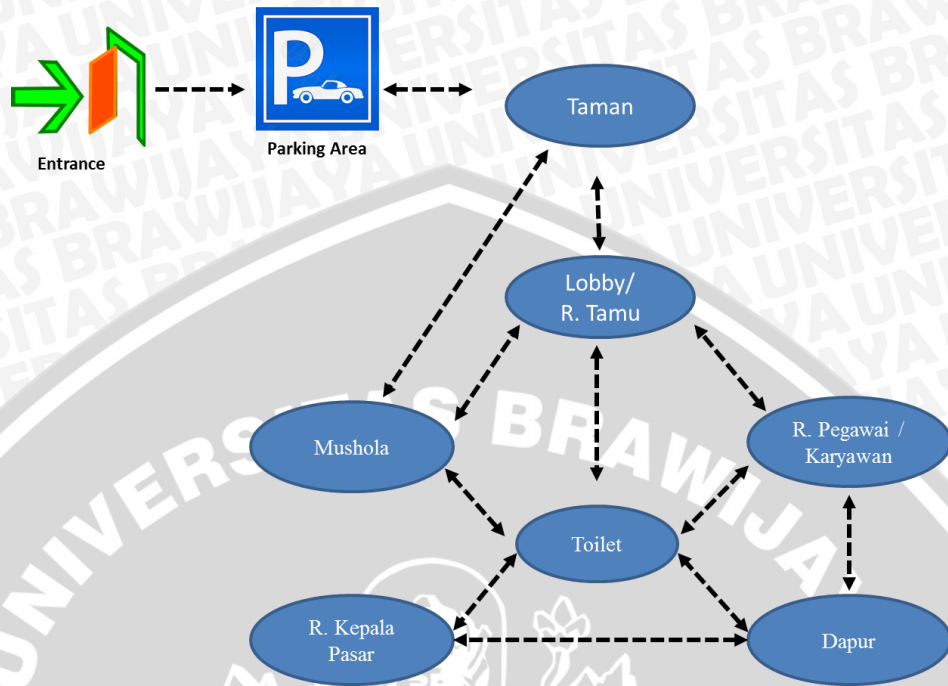 P
Entrance
Parking Area
Taman
Lobby/
R. Tamu
Mushola
R. Pegawai /
Karyawan
Toilet
R. Kepala
Pasar
Dapur
UNIVERSITAS BRAWIJAYA